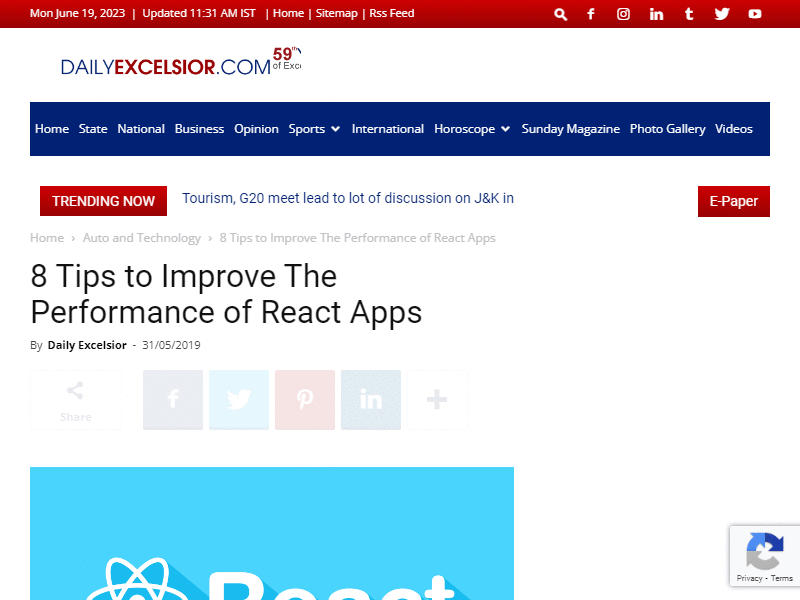 Mon June 19, 2023 | Updated 11:31 AM IST | Home | Sitemap | Rss Feed
DAILYEXCELSIOR.COM 59th
of Exc
Home State National Business Opinion Sports International Horoscope Sunday Magazine Photo Gallery Videos
TRENDING NOW Tourism, G20 meet lead to lot of discussion on J&K in E-Paper
Home › Auto and Technology › 8 Tips to Improve The Performance of React Apps
8 Tips to Improve The
Performance of React Apps
By Daily Excelsior - 31/05/2019
Share
React
Privacy - Terms